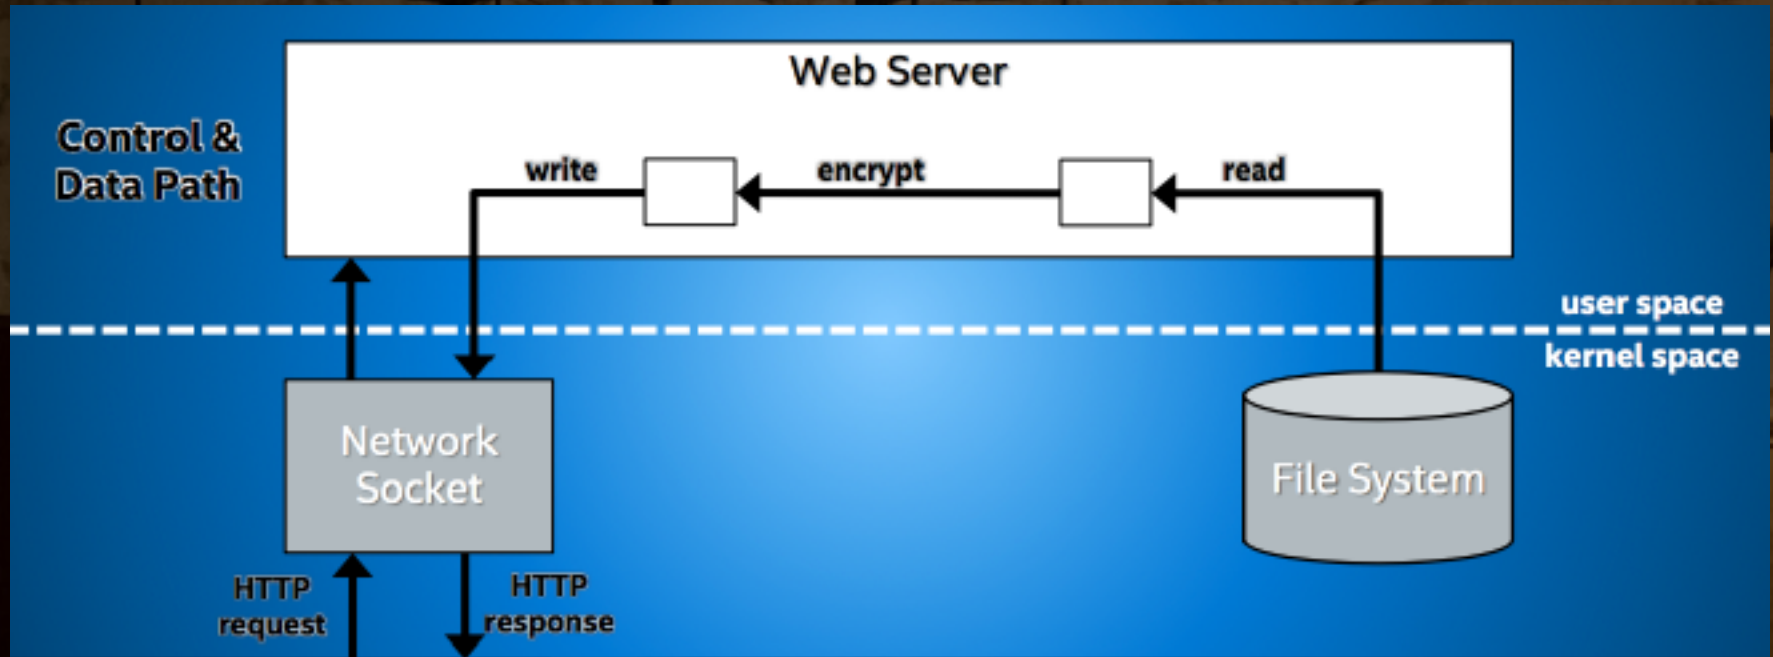 Web Server
Control &
Data Path
write
encrypt
read
user space
kernel space
Network
Socket
File System
HTTP
request
HTTP
response